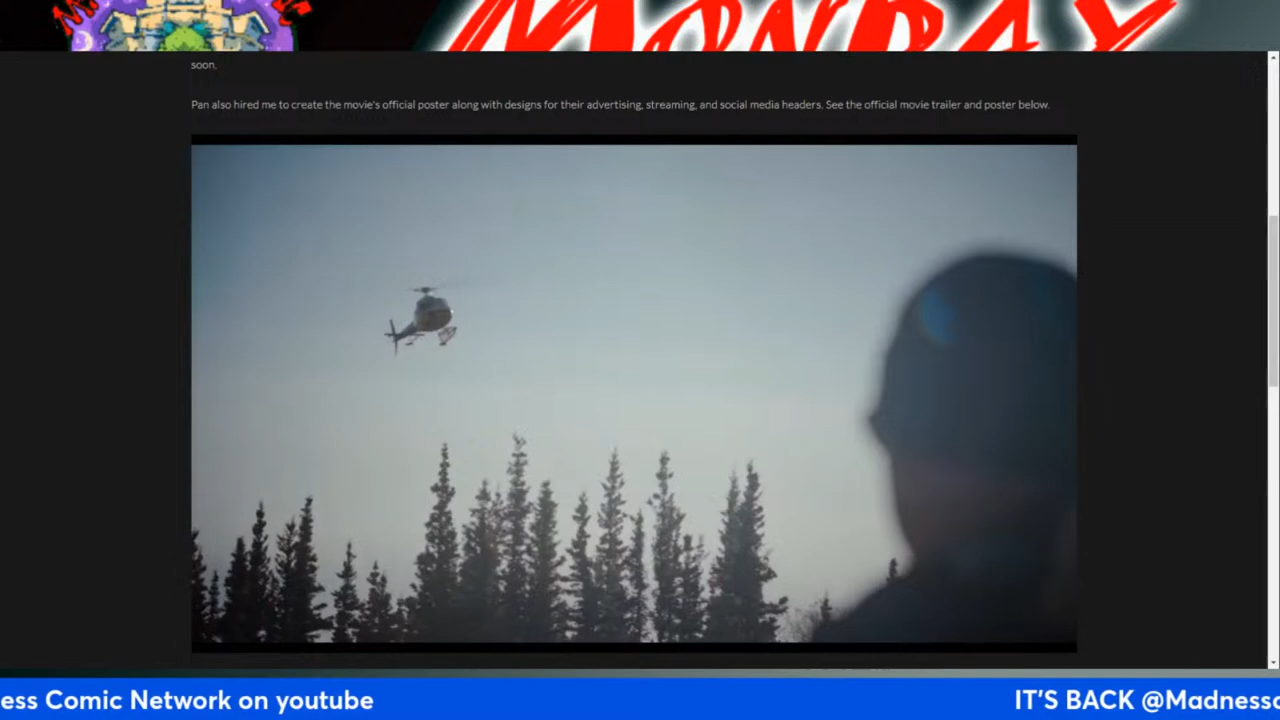 MONDAY
soon.
Pan also hired me to create the movie's official poster along with designs for their advertising, streaming, and social media headers. See the official movie trailer and poster below.
ess Comic Network on youtube
IT'S BACK @Madnessc